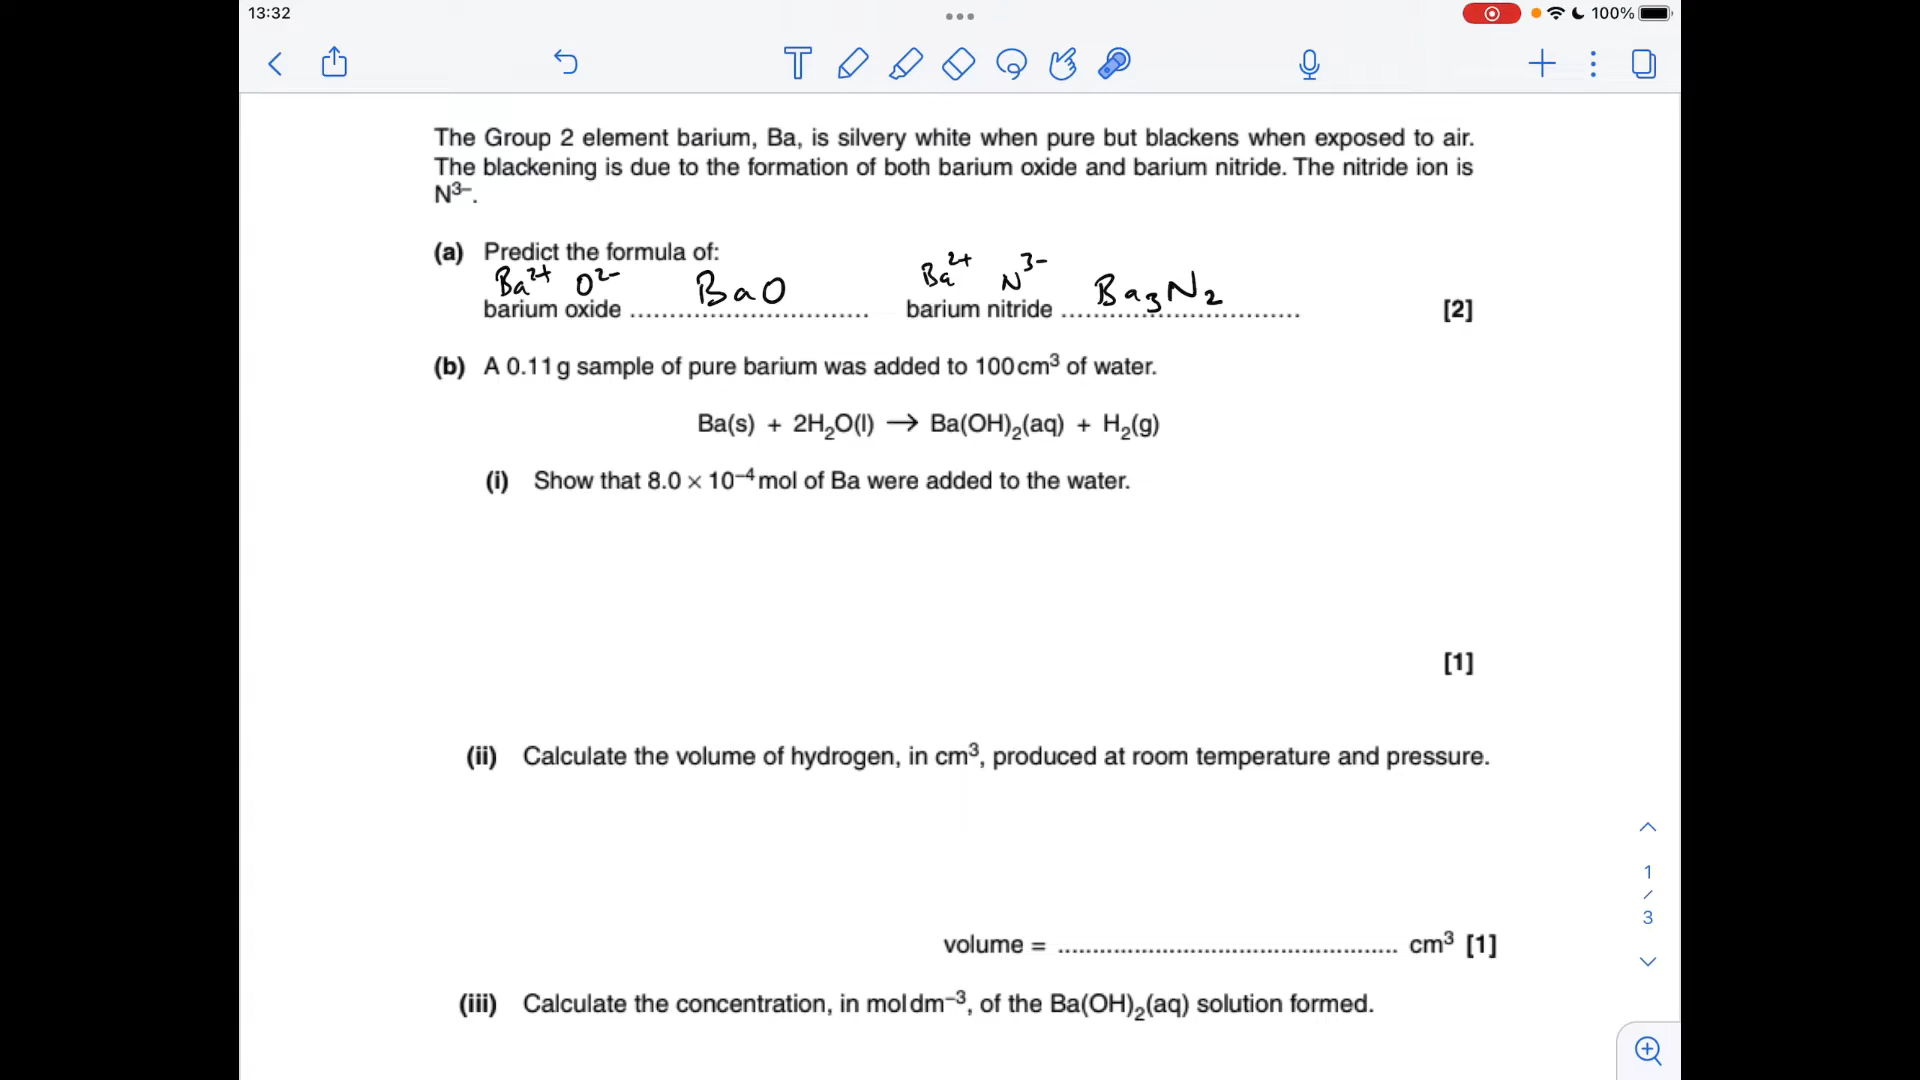 13:32
100%
The Group 2 element barium, Ba, is silvery white when pure but blackens when exposed to air.
The blackening is due to the formation of both barium oxide and barium nitride. The nitride ion is
N³⁻.
(a) Predict the formula of:
Ba²⁺ O²⁻ Ba²⁺ N³⁻
barium oxide BaO barium nitride Ba₃N₂ [2]
(b) A 0.11 g sample of pure barium was added to 100 cm³ of water.
Ba(s) + 2H₂O(l) → Ba(OH)₂(aq) + H₂(g)
(i) Show that 8.0 × 10⁻⁴ mol of Ba were added to the water.
[1]
(ii) Calculate the volume of hydrogen, in cm³, produced at room temperature and pressure.
1
/
3
volume = .................................................. cm³ [1]
(iii) Calculate the concentration, in mol dm⁻³, of the Ba(OH)₂(aq) solution formed.